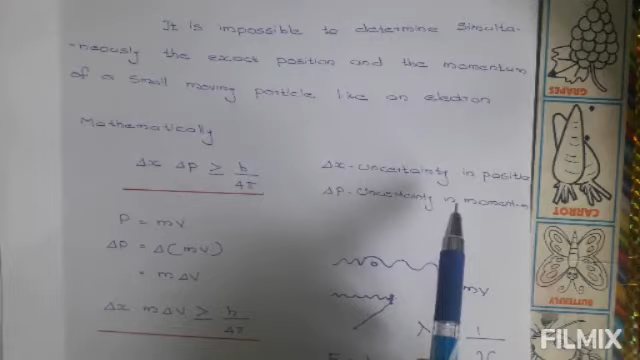 It is impossible to determine simulta-
-neously the exact position and the momentum
of a small moving particle like an electron
Mathematically
Δx Δp ≥ h/4π
Δx - uncertainty in positio
Δp - uncertainty in momentum
P = mv
Δp = Δ(mv)
= mΔv
mv
Δx mΔv ≥ h/4π
λ 1
GRAPES
CARROT
BUTTERFLY
FILMIX